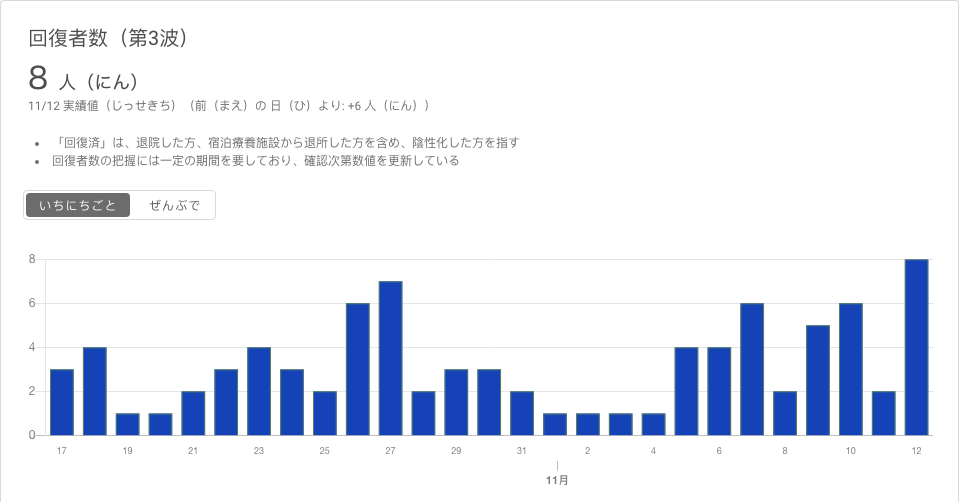 回復者数（第3波）
8 人（にん）
11/12 実績値（じっせきち）（前（まえ）の 日（ひ）より: +6 人（にん））
• 「回復済」は、退院した方、宿泊療養施設から退所した方を含め、陰性化した方を指す
• 回復者数の把握には一定の期間を要しており、確認次第数値を更新している
いちにちごと ぜんぶで
8
6
4
2
0
17 19 21 23 25 27 29 31 2 4 6 8 10 12
11月